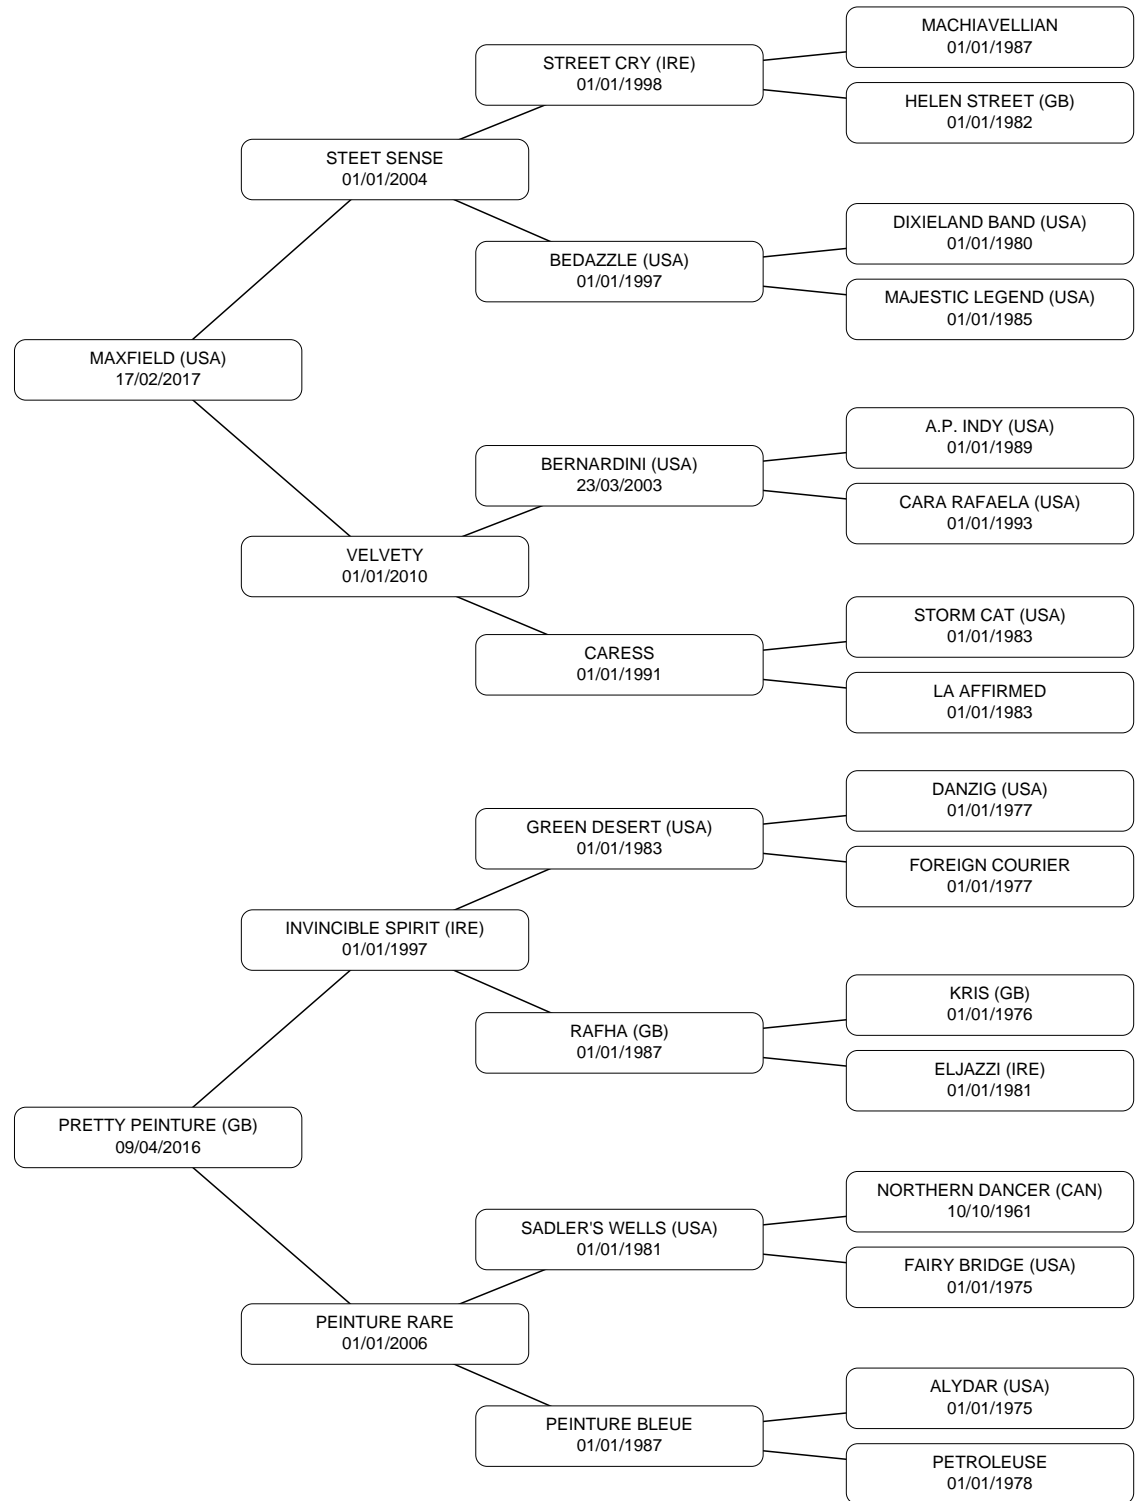 MACHIAVELLIAN
01/01/1987
STREET CRY (IRE)
01/01/1998
HELEN STREET (GB)
01/01/1982
STEET SENSE
01/01/2004
DIXIELAND BAND (USA)
01/01/1980
BEDAZZLE (USA)
01/01/1997
MAJESTIC LEGEND (USA)
01/01/1985
MAXFIELD (USA)
17/02/2017
A.P. INDY (USA)
01/01/1989
BERNARDINI (USA)
23/03/2003
CARA RAFAELA (USA)
01/01/1993
VELVETY
01/01/2010
STORM CAT (USA)
01/01/1983
CARESS
01/01/1991
LA AFFIRMED
01/01/1983
DANZIG (USA)
01/01/1977
GREEN DESERT (USA)
01/01/1983
FOREIGN COURIER
01/01/1977
INVINCIBLE SPIRIT (IRE)
01/01/1997
KRIS (GB)
01/01/1976
RAFHA (GB)
01/01/1987
ELJAZZI (IRE)
01/01/1981
PRETTY PEINTURE (GB)
09/04/2016
NORTHERN DANCER (CAN)
10/10/1961
SADLER'S WELLS (USA)
01/01/1981
FAIRY BRIDGE (USA)
01/01/1975
PEINTURE RARE
01/01/2006
ALYDAR (USA)
01/01/1975
PEINTURE BLEUE
01/01/1987
PETROLEUSE
01/01/1978